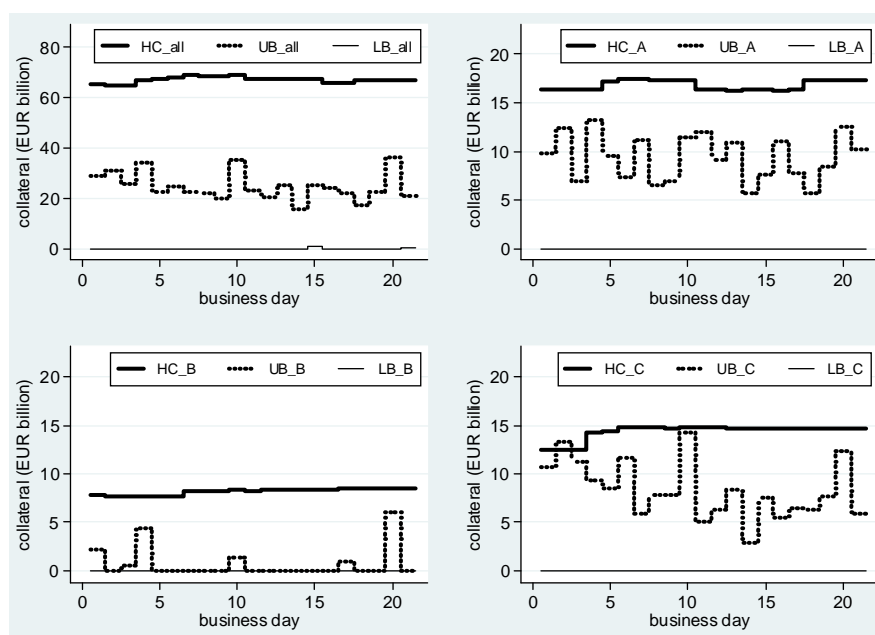 HC_all UB_all LB_all
collateral (EUR billion)
80
60
40
20
0
0 5 10 15 20
business day
HC_A UB_A LB_A
collateral (EUR billion)
20
15
10
5
0
0 5 10 15 20
business day
HC_B UB_B LB_B
collateral (EUR billion)
20
15
10
5
0
0 5 10 15 20
business day
HC_C UB_C LB_C
collateral (EUR billion)
20
15
10
5
0
0 5 10 15 20
business day